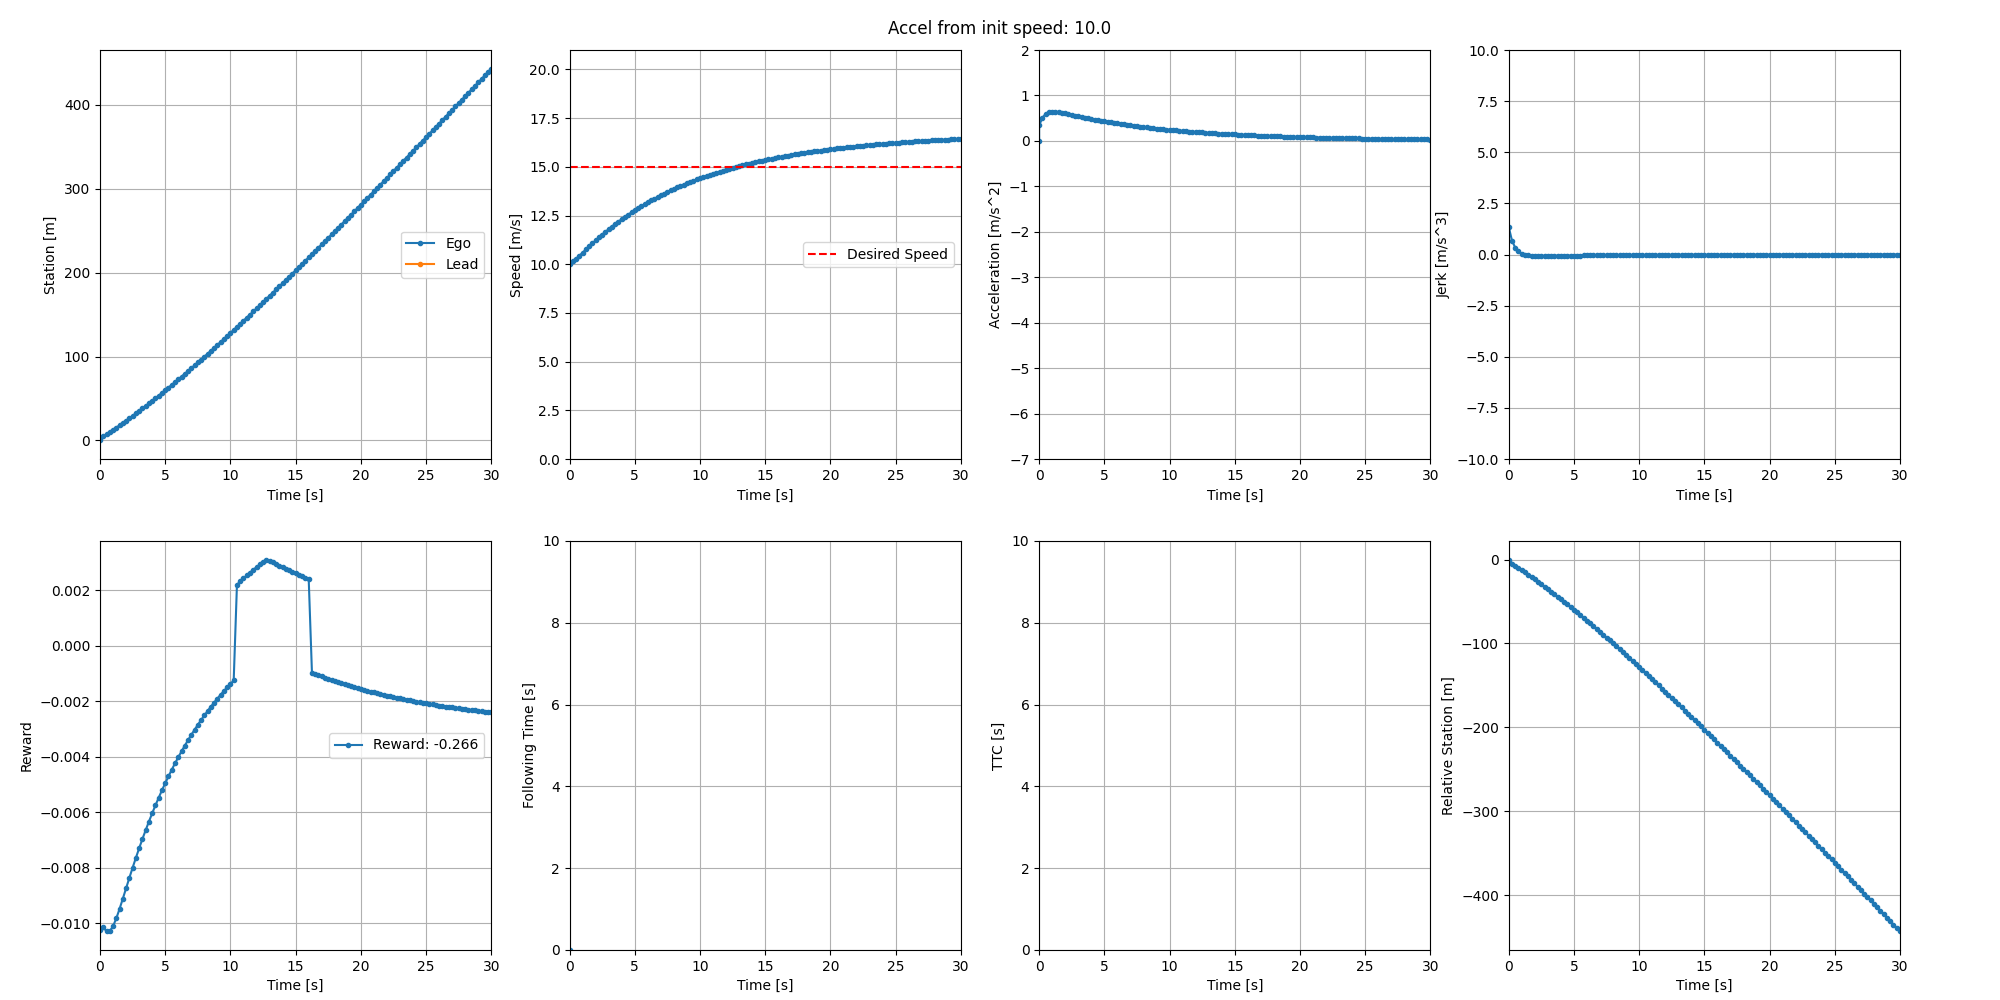 Accel from init speed: 10.0
Station [m]
400
300
200
100
0
Ego
Lead
0 5 10 15 20 25 30
Time [s]
Speed [m/s]
20.0
17.5
15.0
12.5
10.0
7.5
5.0
2.5
0.0
Desired Speed
0 5 10 15 20 25 30
Time [s]
Acceleration [m/s^2]
2
1
0
−1
−2
−3
−4
−5
−6
−7
0 5 10 15 20 25 30
Time [s]
Jerk [m/s^3]
10.0
7.5
5.0
2.5
0.0
−2.5
−5.0
−7.5
−10.0
0 5 10 15 20 25 30
Time [s]
Reward
0.002
0.000
−0.002
−0.004
−0.006
−0.008
−0.010
Reward: -0.266
0 5 10 15 20 25 30
Time [s]
Following Time [s]
10
8
6
4
2
0
0 5 10 15 20 25 30
Time [s]
TTC [s]
10
8
6
4
2
0
0 5 10 15 20 25 30
Time [s]
Relative Station [m]
0
−100
−200
−300
−400
0 5 10 15 20 25 30
Time [s]